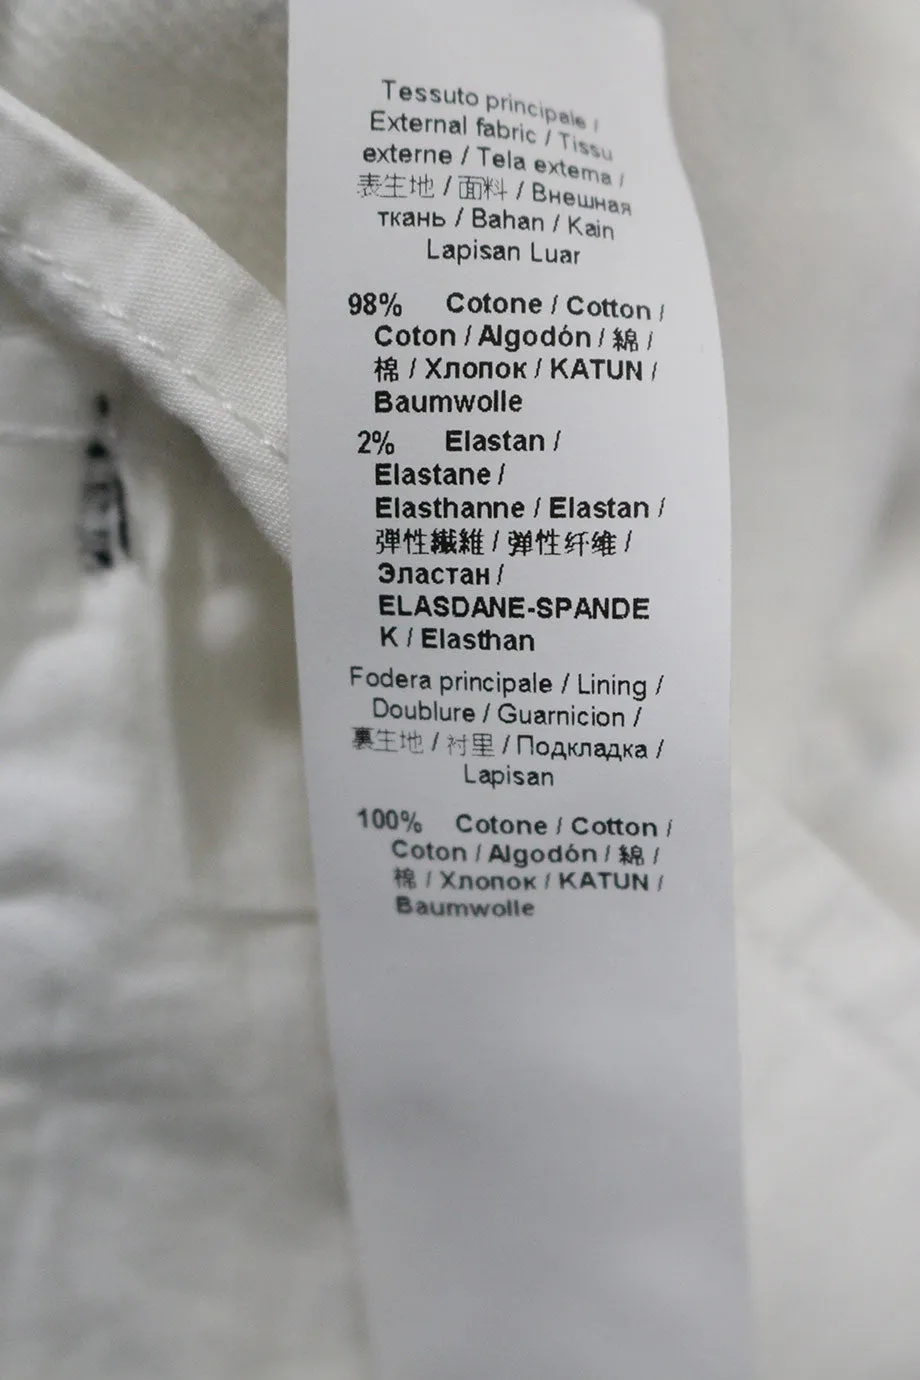 Tessuto principale /
External fabric / Tissu
externe / Tela externa /
表生地 / 面料 / Внешная
ткань / Bahan / Kain
Lapisan Luar
98% Cotone / Cotton /
Coton / Algodón / 綿 /
棉 / Хлопок / KATUN /
Baumwolle
2% Elastan /
Elastane /
Elasthanne / Elastan /
弾性繊維 / 弹性纤维 /
Эластан /
ELASDANE-SPANDE
K / Elasthan
Fodera principale / Lining /
Doublure / Guarnicion /
裏生地 / 衬里 / Подкладка /
Lapisan
100% Cotone / Cotton /
Coton / Algodón / 綿 /
棉 / Хлопок / KATUN /
Baumwolle